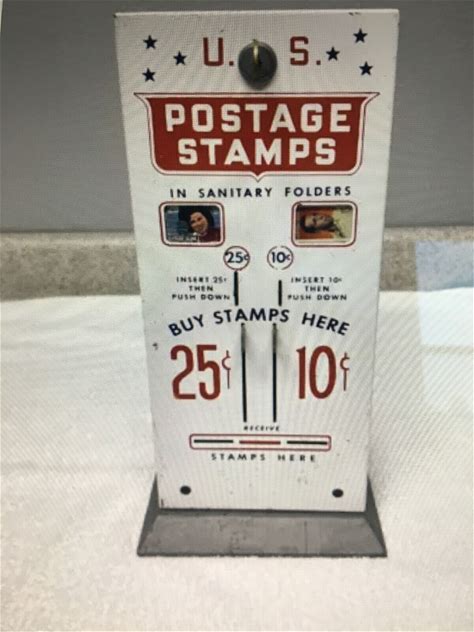 U. S.
POSTAGE
STAMPS
IN SANITARY FOLDERS
25¢ 10¢
INSERT 25¢ INSERT 10¢
THEN THEN
PUSH DOWN PUSH DOWN
BUY STAMPS HERE
25¢ 10¢
RECEIVE
STAMPS HERE